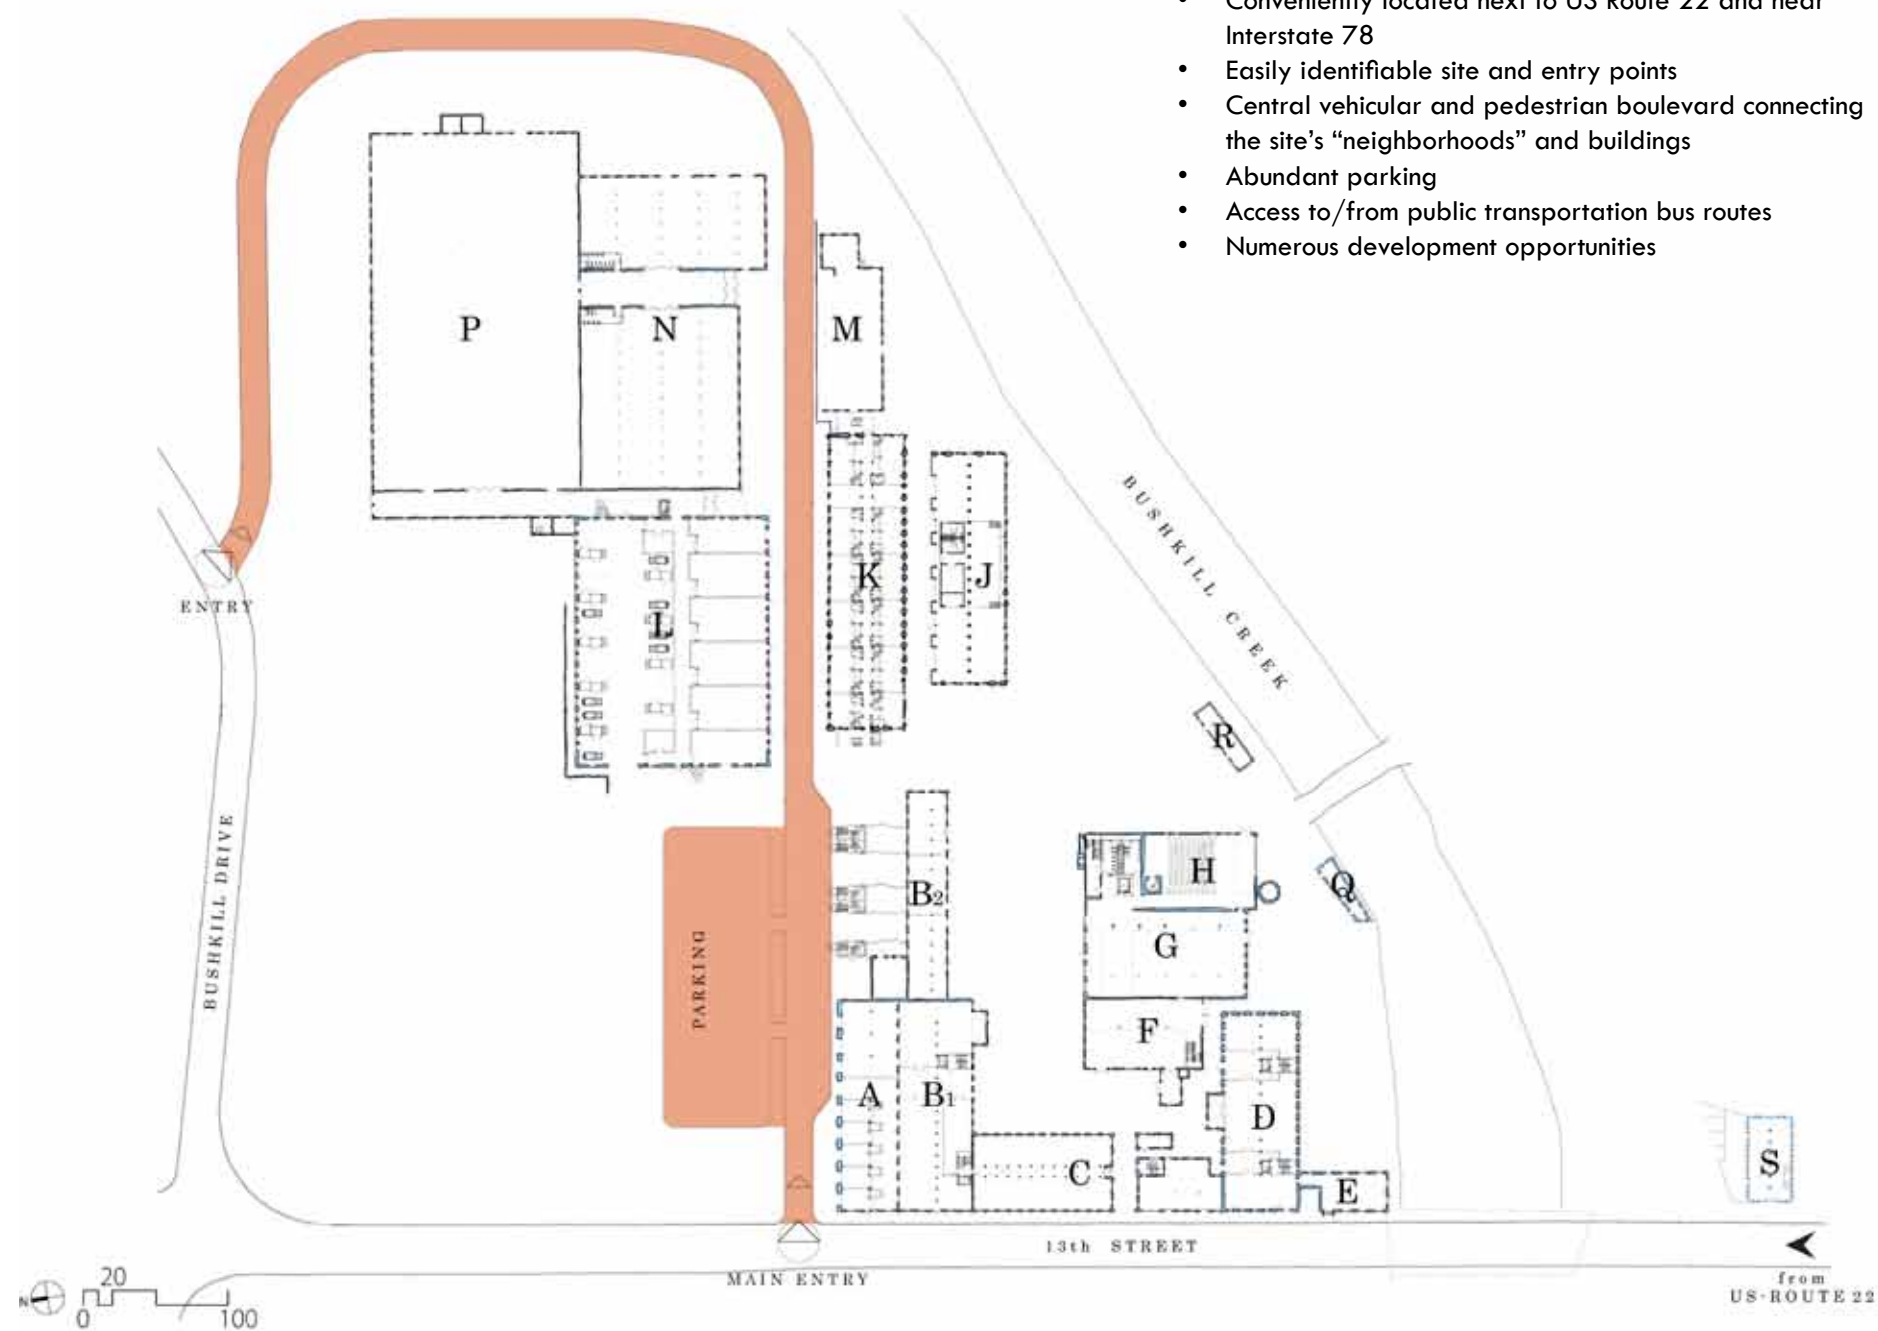 • Conveniently located next to US Route 22 and near
Interstate 78
• Easily identifiable site and entry points
• Central vehicular and pedestrian boulevard connecting
the site’s “neighborhoods” and buildings
• Abundant parking
• Access to/from public transportation bus routes
• Numerous development opportunities
P
N
M
K
J
L
BUSHKILL CREEK
ENTRY
R
BUSHKILL DRIVE
PARKING
B2
H
Q
G
F
A
B1
D
C
E
S
13th STREET
MAIN ENTRY
from
US-ROUTE 22
N
20
0
100